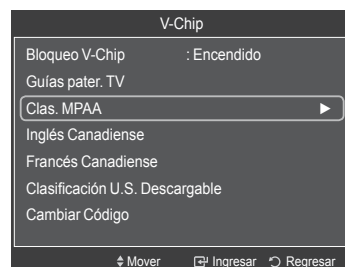 V-Chip
Bloqueo V-Chip : Encendido
Guías pater. TV
Clas. MPAA
Inglés Canadiense
Francés Canadiense
Clasificación U.S. Descargable
Cambiar Código
Mover Ingresar Regresar